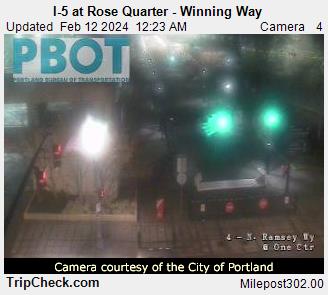 I-5 at Rose Quarter - Winning Way
Updated  Feb 12 2024  12:23 AM    Camera  4
PBOT
PORTLAND BUREAU OF TRANSPORTATION
4 - N. Ramsey Wy
@ One Ctr
Camera courtesy of the City of Portland
TripCheck.com    Milepost302.00